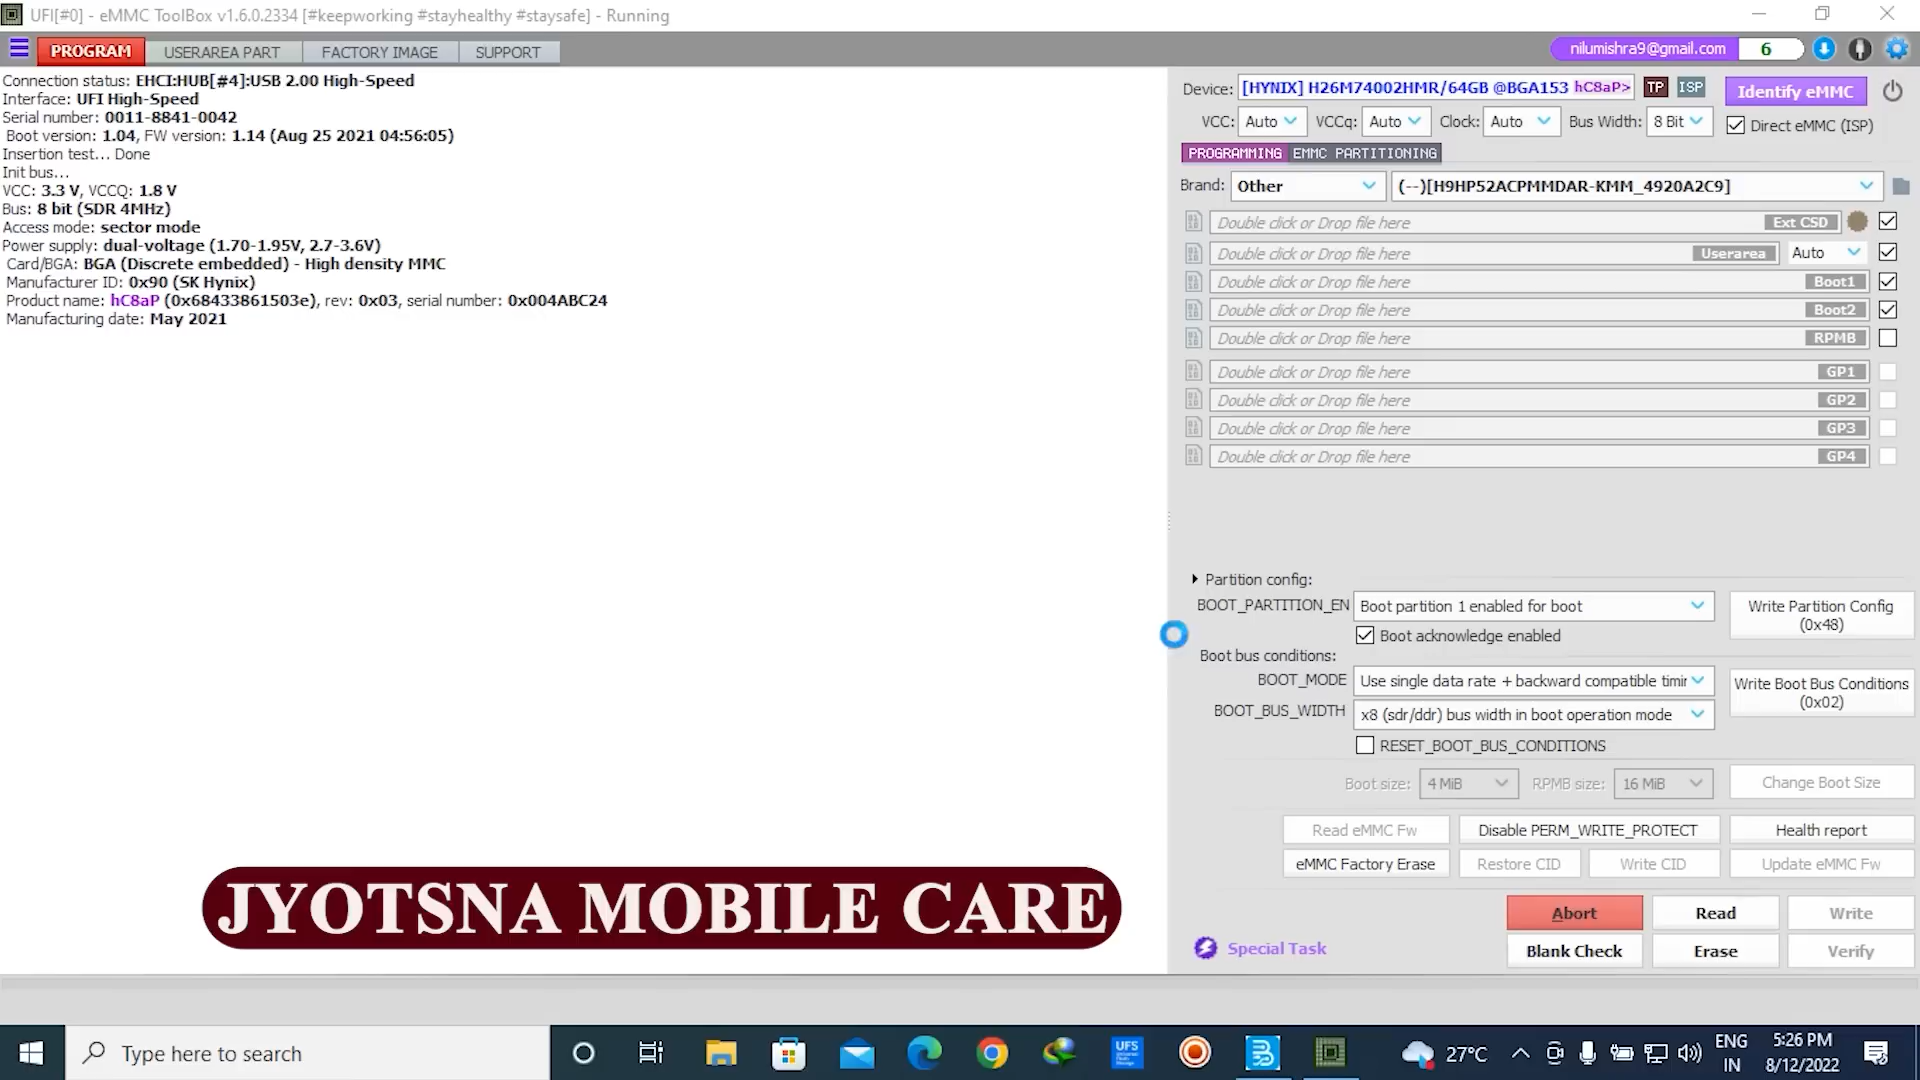 UFI[#0] - eMMC ToolBox v1.6.0.2334 [#keepworking #stayhealthy #staysafe] - Running
PROGRAM USERAREA PART FACTORY IMAGE SUPPORT nilumishra9@gmail.com 6
Connection status: EHCI:HUB[#4]:USB 2.00 High-Speed
Interface: UFI High-Speed
Serial number: 0011-8841-0042
Boot version: 1.04, FW version: 1.14 (Aug 25 2021 04:56:05)
Insertion test... Done
Init bus...
VCC: 3.3 V, VCCQ: 1.8 V
Bus: 8 bit (SDR 4MHz)
Access mode: sector mode
Power supply: dual-voltage (1.70-1.95V, 2.7-3.6V)
Card/BGA: BGA (Discrete embedded) - High density MMC
Manufacturer ID: 0x90 (SK Hynix)
Product name: hC8aP (0x68433861503e), rev: 0x03, serial number: 0x004ABC24
Manufacturing date: May 2021
Device: [HYNIX] H26M74002HMR/64GB @BGA153 hC8aP> TP ISP Identify eMMC
VCC: Auto VCCq: Auto Clock: Auto Bus Width: 8 Bit Direct eMMC (ISP)
PROGRAMMING EMMC PARTITIONING
Brand: Other (--)[H9HP52ACPMMDAR-KMM_4920A2C9]
Double click or Drop file here Ext CSD
Double click or Drop file here Userarea Auto
Double click or Drop file here Boot1
Double click or Drop file here Boot2
Double click or Drop file here RPMB
Double click or Drop file here GP1
Double click or Drop file here GP2
Double click or Drop file here GP3
Double click or Drop file here GP4
Partition config:
BOOT_PARTITION_EN Boot partition 1 enabled for boot Write Partition Config (0x48)
Boot acknowledge enabled
Boot bus conditions:
BOOT_MODE Use single data rate + backward compatible timir Write Boot Bus Conditions (0x02)
BOOT_BUS_WIDTH x8 (sdr/ddr) bus width in boot operation mode
RESET_BOOT_BUS_CONDITIONS
Boot size: 4 MiB RPMB size: 16 MiB Change Boot Size
Read eMMC Fw Disable PERM_WRITE_PROTECT Health report
eMMC Factory Erase Restore CID Write CID Update eMMC Fw
Abort Read Write
Special Task Blank Check Erase Verify
JYOTSNA MOBILE CARE
Type here to search
UFS
27°C
ENG
IN
5:26 PM
8/12/2022